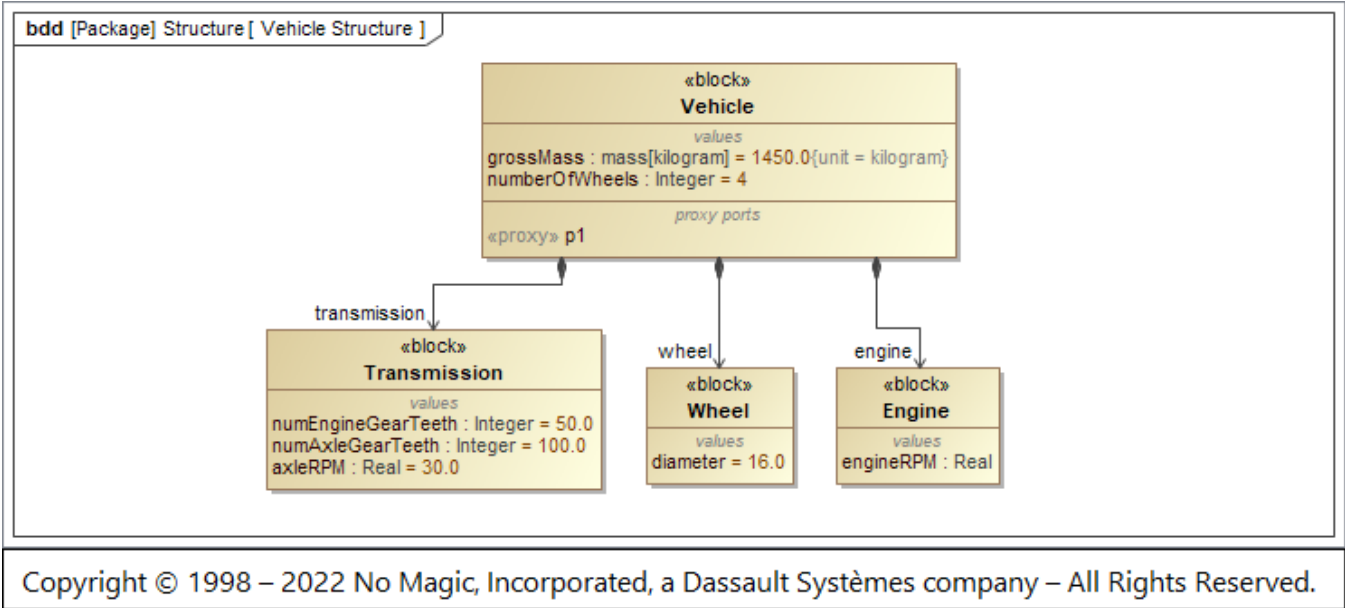 bdd [Package] Structure [ Vehicle Structure ]
«block»
Vehicle
values
grossMass : mass[kilogram] = 1450.0{unit = kilogram}
numberOfWheels : Integer = 4
proxy ports
«proxy» p1
transmission
«block»
Transmission
values
numEngineGearTeeth : Integer = 50.0
numAxleGearTeeth : Integer = 100.0
axleRPM : Real = 30.0
wheel
«block»
Wheel
values
diameter = 16.0
engine
«block»
Engine
values
engineRPM : Real
Copyright © 1998 – 2022 No Magic, Incorporated, a Dassault Systèmes company – All Rights Reserved.